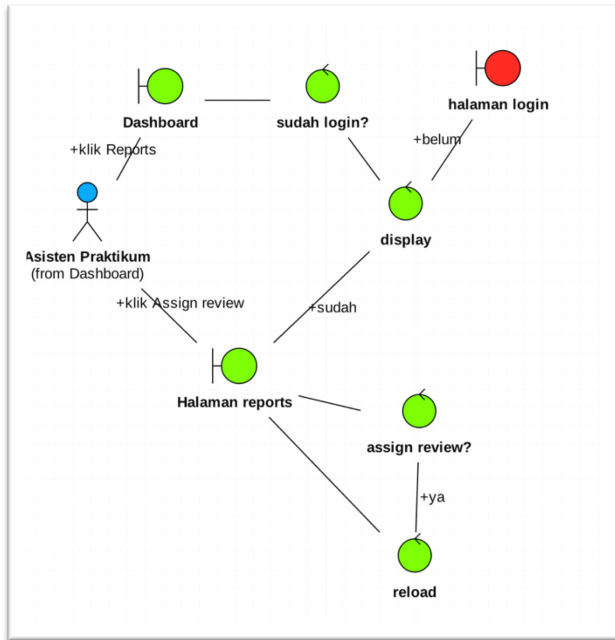 Dashboard
sudah login?
halaman login
+klik Reports
+belum
Asisten Praktikum
(from Dashboard)
display
+klik Assign review
+sudah
Halaman reports
assign review?
+ya
reload